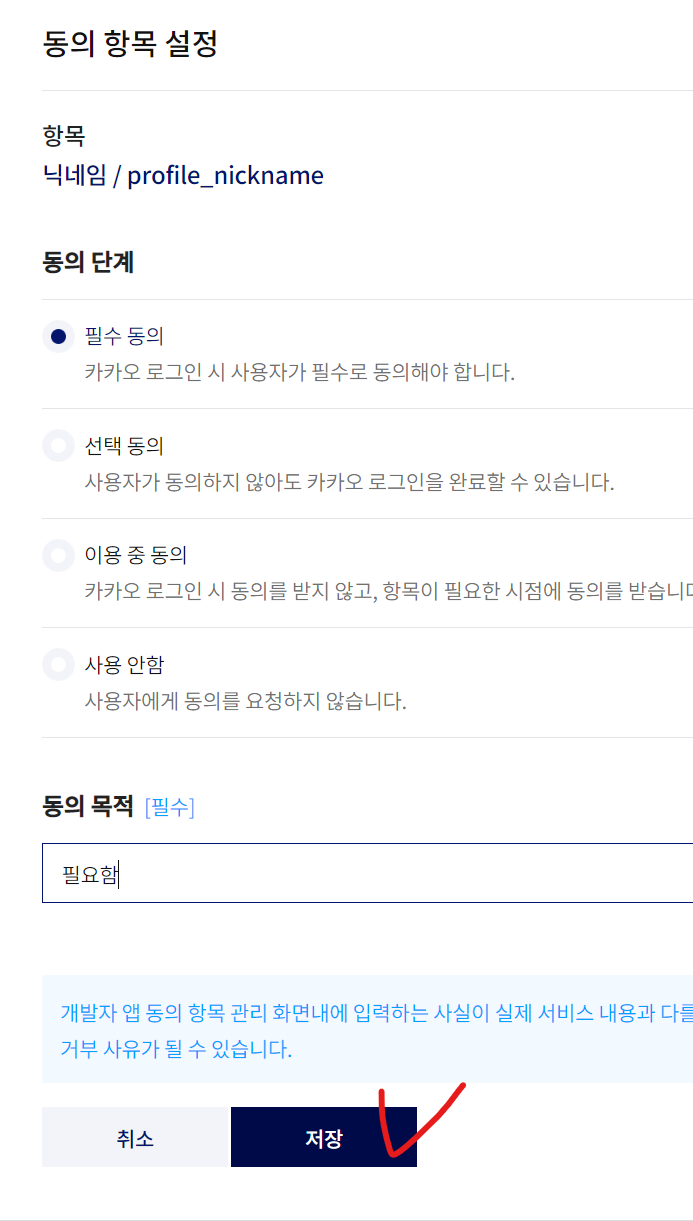 동의 항목 설정
항목
닉네임 / profile_nickname
동의 단계
필수 동의
카카오 로그인 시 사용자가 필수로 동의해야 합니다.
선택 동의
사용자가 동의하지 않아도 카카오 로그인을 완료할 수 있습니다.
이용 중 동의
카카오 로그인 시 동의를 받지 않고, 항목이 필요한 시점에 동의를 받습니
사용 안함
사용자에게 동의를 요청하지 않습니다.
동의 목적 [필수]
필요함
개발자 앱 동의 항목 관리 화면내에 입력하는 사실이 실제 서비스 내용과 다를
거부 사유가 될 수 있습니다.
취소 저장